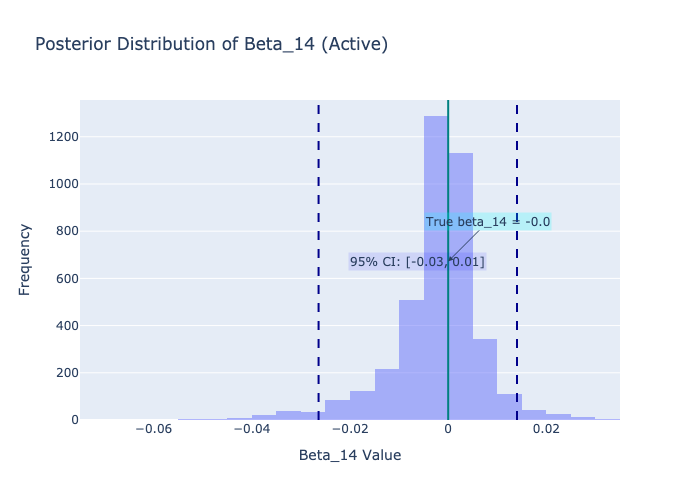 Posterior Distribution of Beta_14 (Active)
1200
1000
800
600
400
200
0
Frequency
True beta_14 = -0.0
95% CI: [-0.03, 0.01]
−0.06
−0.04
−0.02
0
0.02
Beta_14 Value